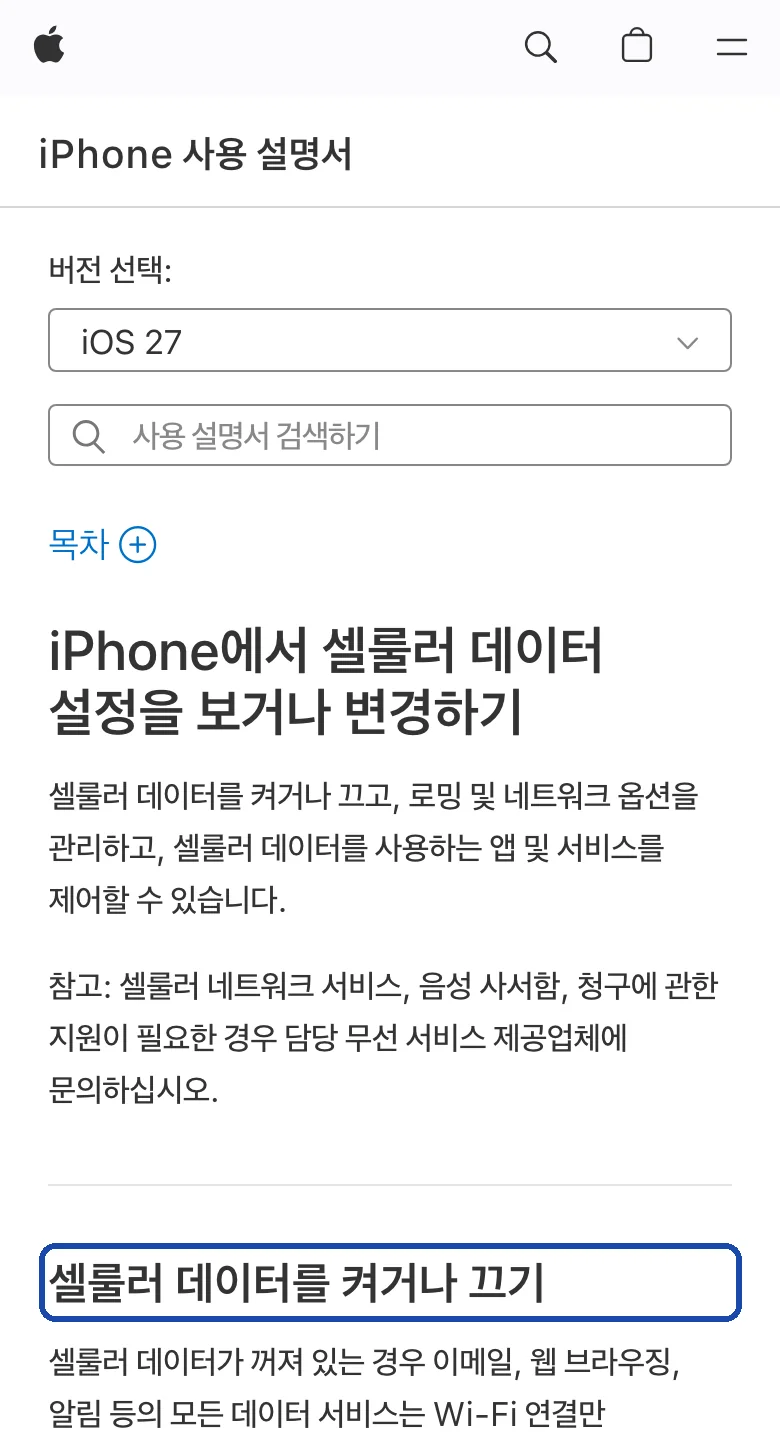 iPhone 사용 설명서
버전 선택:
iOS 27
사용 설명서 검색하기
목차
iPhone에서 셀룰러 데이터
설정을 보거나 변경하기
셀룰러 데이터를 켜거나 끄고, 로밍 및 네트워크 옵션을
관리하고, 셀룰러 데이터를 사용하는 앱 및 서비스를
제어할 수 있습니다.
참고: 셀룰러 네트워크 서비스, 음성 사서함, 청구에 관한
지원이 필요한 경우 담당 무선 서비스 제공업체에
문의하십시오.
셀룰러 데이터를 켜거나 끄기
셀룰러 데이터가 꺼져 있는 경우 이메일, 웹 브라우징,
알림 등의 모든 데이터 서비스는 Wi-Fi 연결만